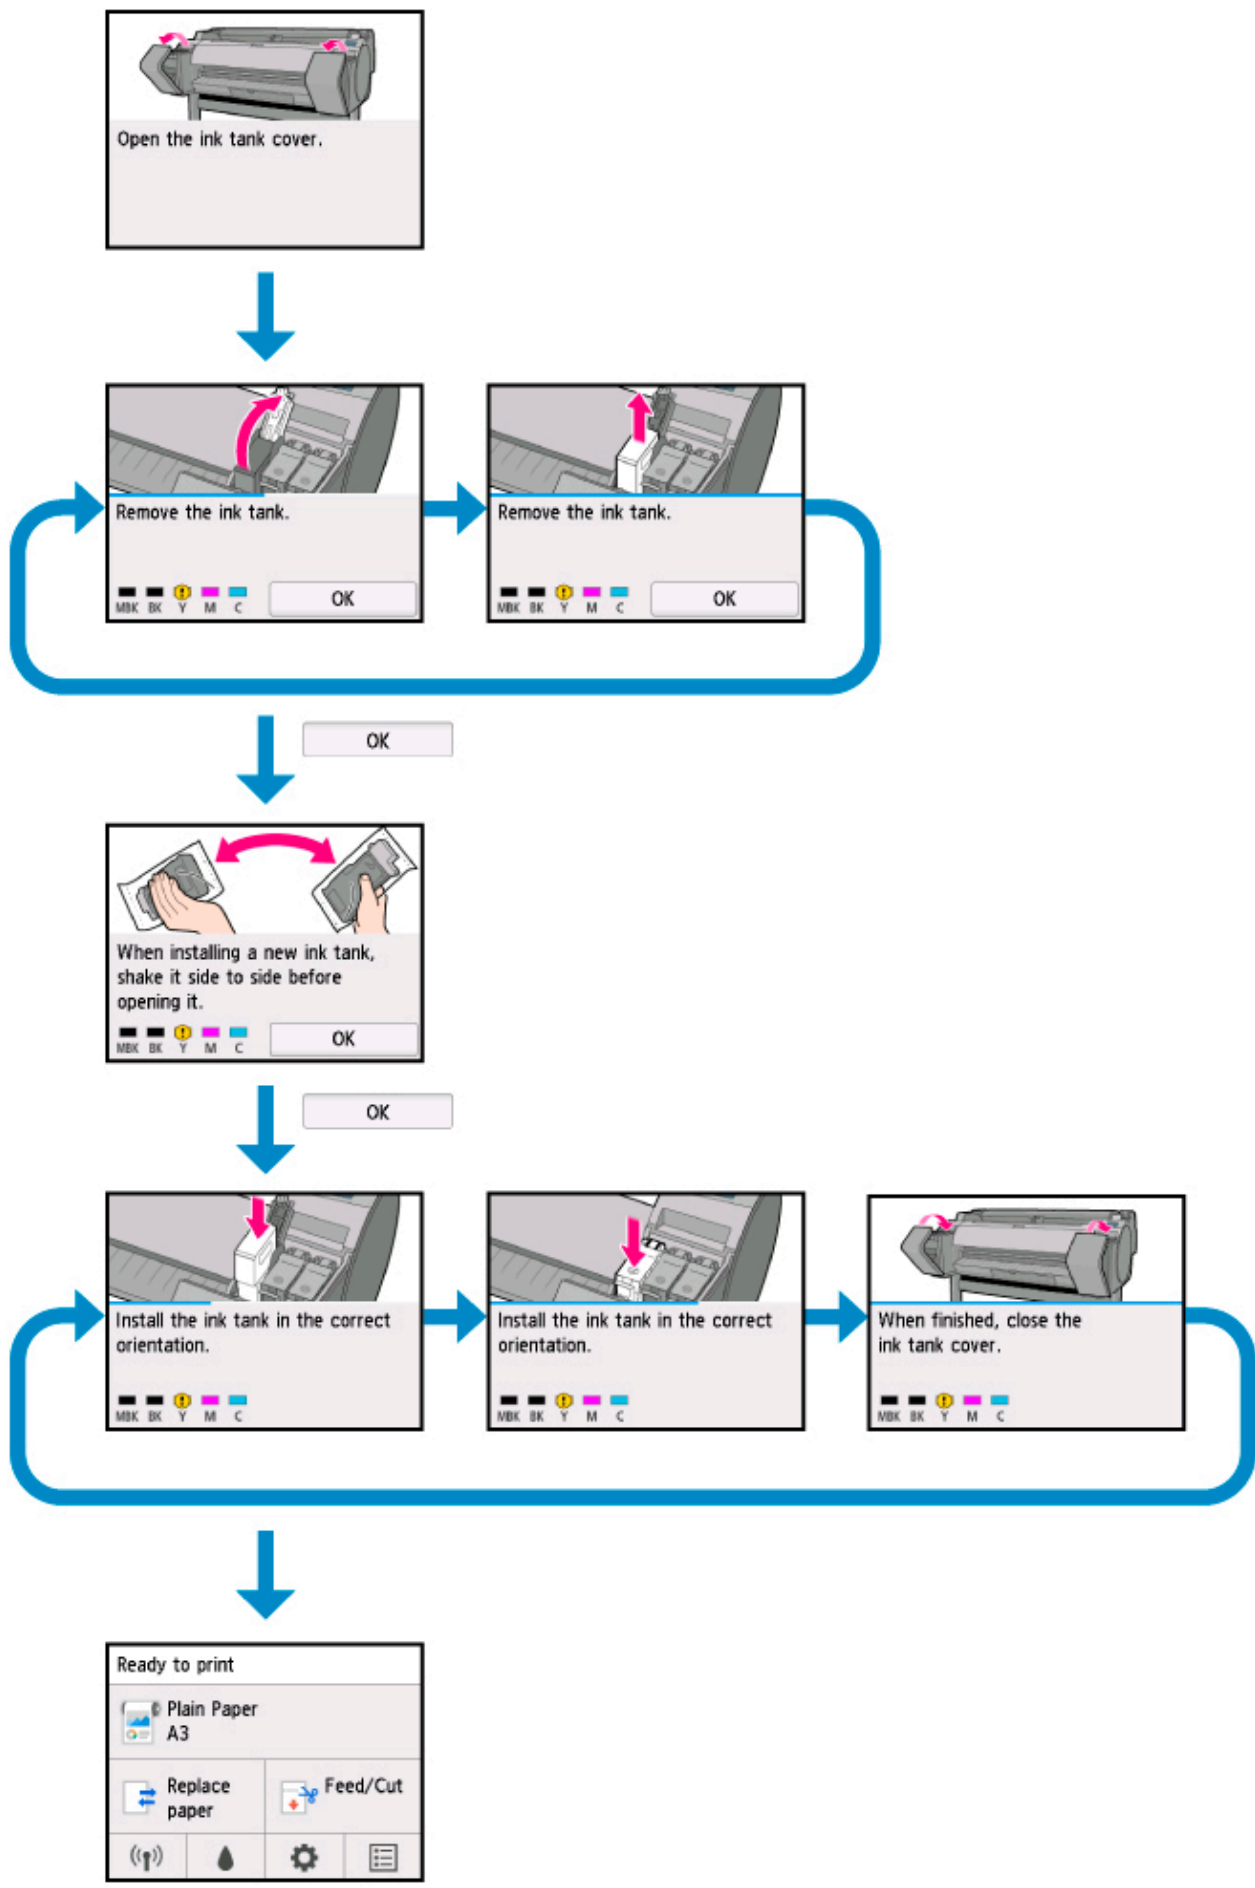 Open the ink tank cover.
Remove the ink tank.
MBK BK Y M C
OK
Remove the ink tank.
MBK BK Y M C
OK
OK
When installing a new ink tank,
shake it side to side before
opening it.
MBK BK Y M C
OK
OK
Install the ink tank in the correct
orientation.
MBK BK Y M C
Install the ink tank in the correct
orientation.
MBK BK Y M C
When finished, close the
ink tank cover.
MBK BK Y M C
Ready to print
Plain Paper
A3
Replace
paper
Feed/Cut